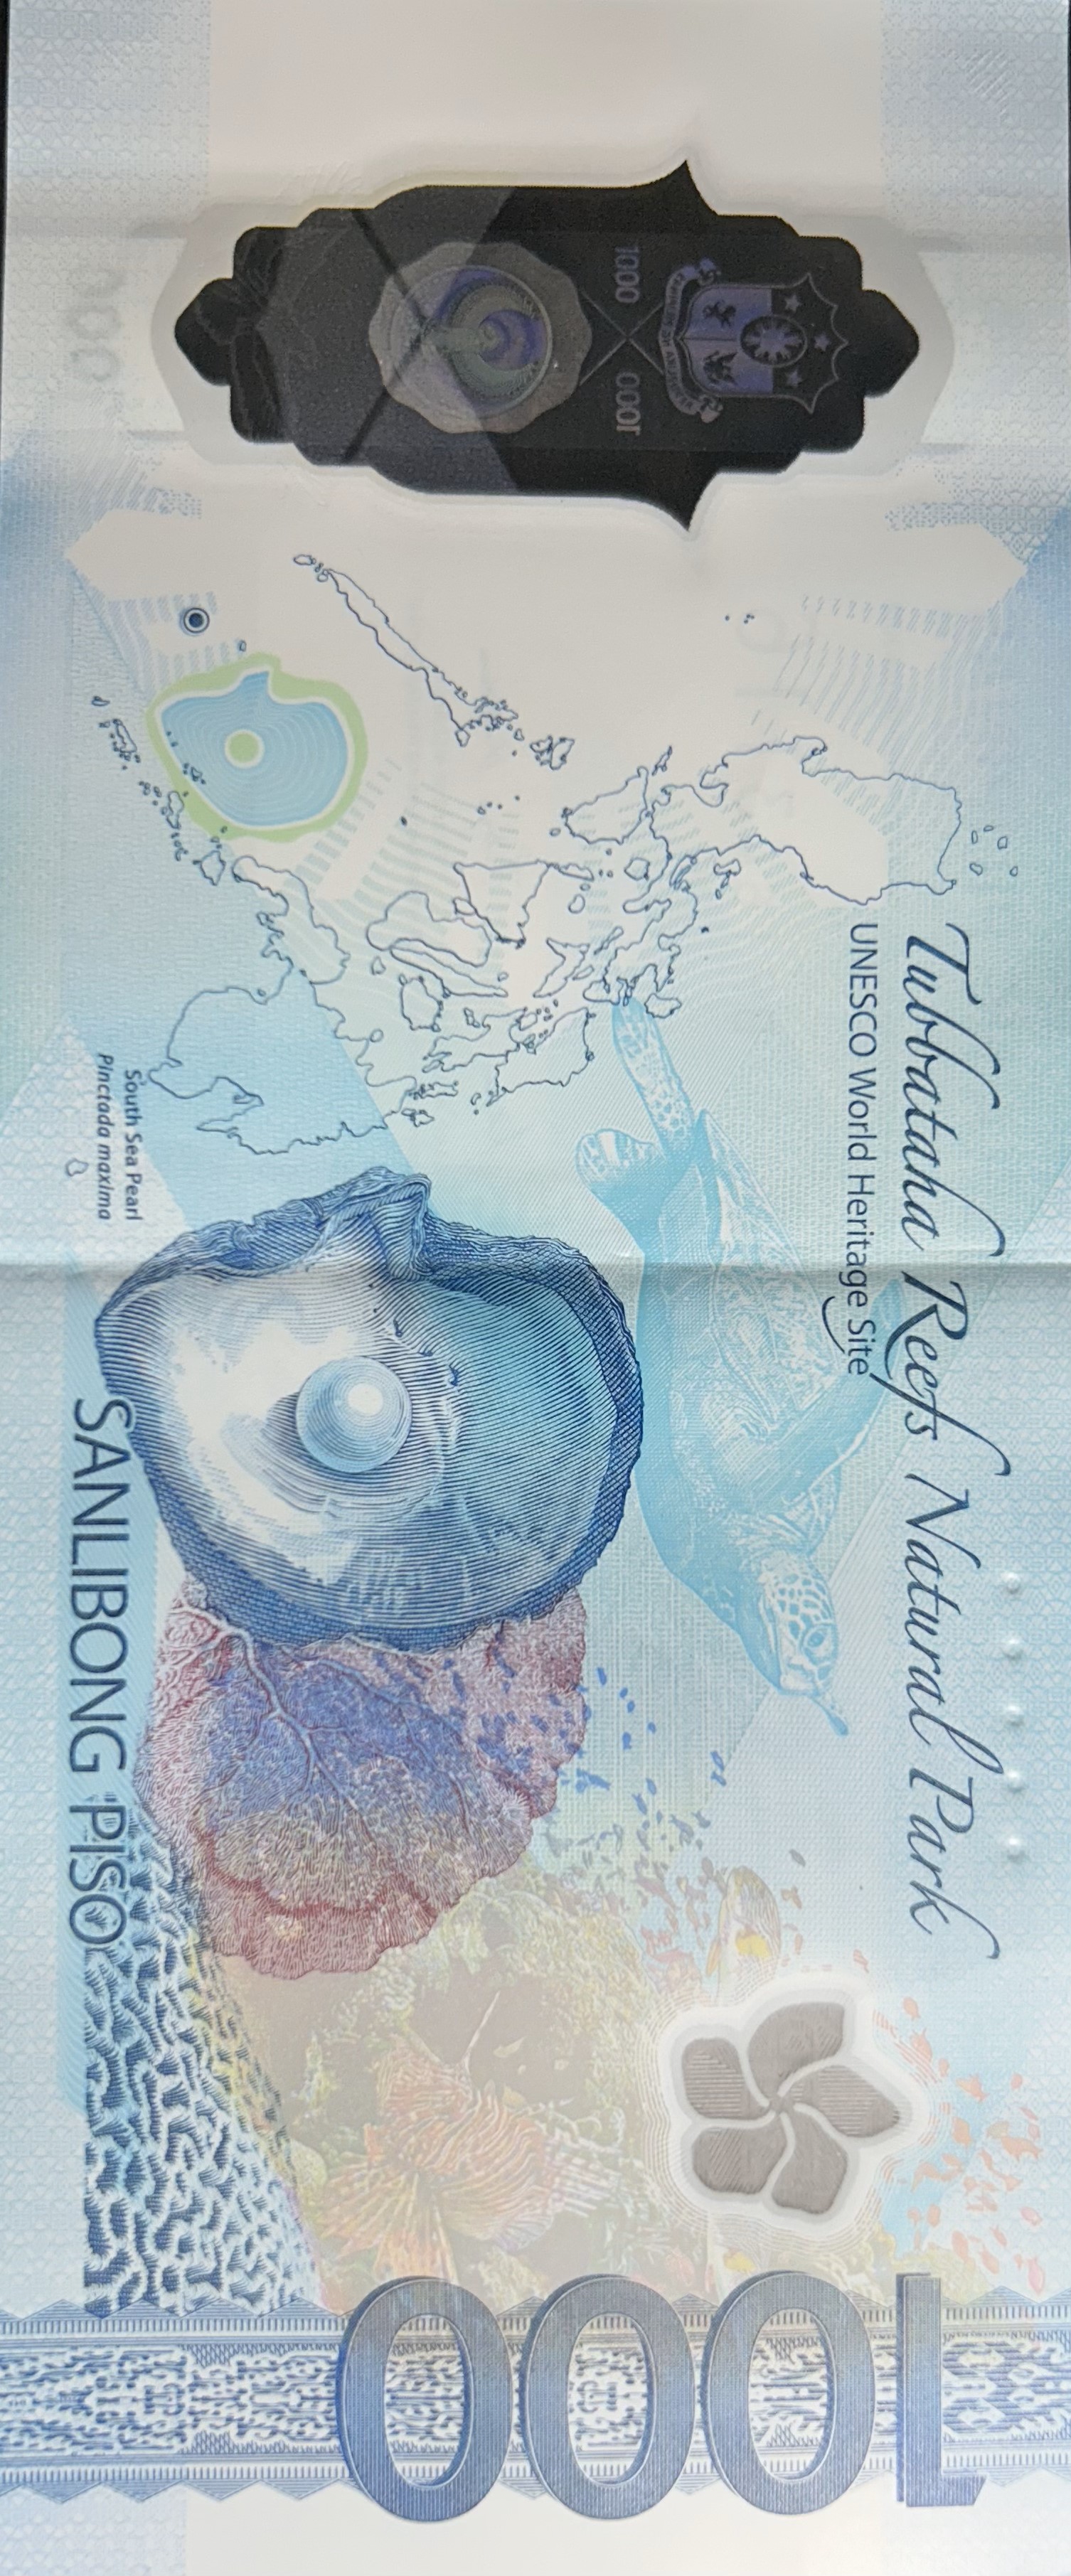 Tubbataha Reefs Natural Park
UNESCO World Heritage Site
1000
1000 1000
South Sea Pearl
Pinctada maxima
SANLIBONG PISO